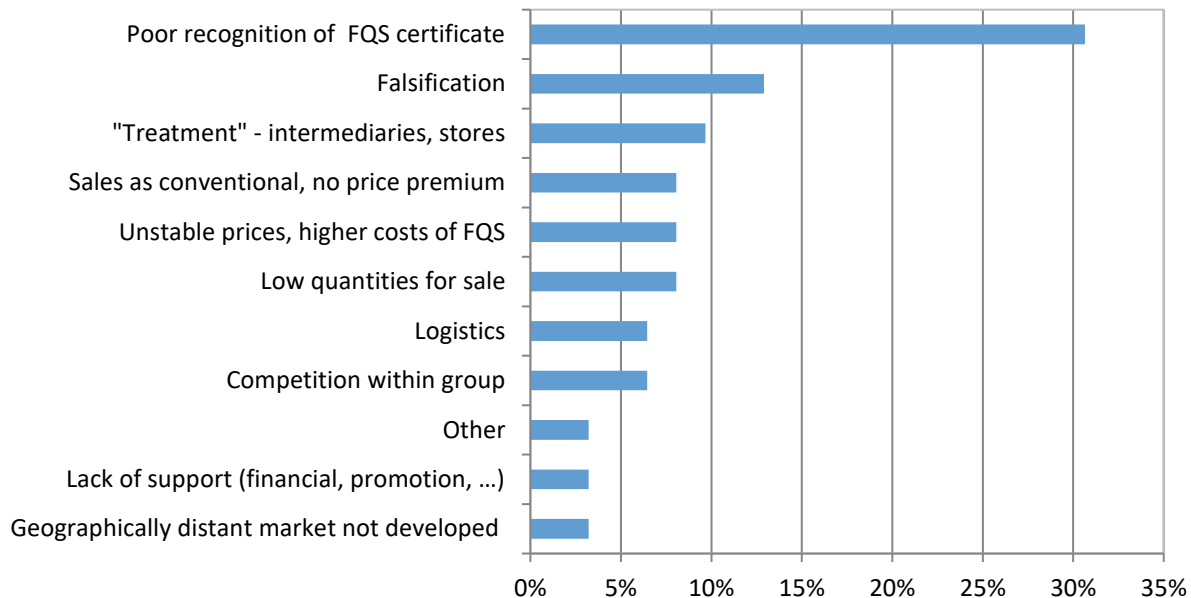 Poor recognition of  FQS certificate
Falsification
"Treatment" - intermediaries, stores
Sales as conventional, no price premium
Unstable prices, higher costs of FQS
Low quantities for sale
Logistics
Competition within group
Other
Lack of support (financial, promotion, ...)
Geographically distant market not developed
0% 5% 10% 15% 20% 25% 30% 35%